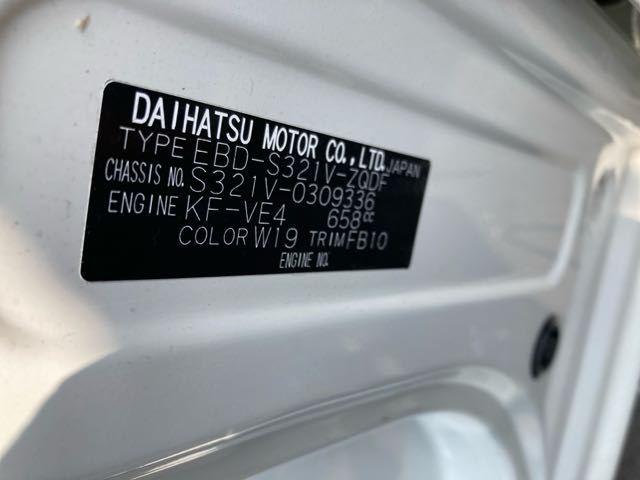 DAIHATSU MOTOR CO.,LTD. JAPAN
TYPE EBD-S321V-ZQDF
CHASSIS NO. S321V-0309336
ENGINE KF-VE4 658cc
COLOR W19 TRIM FB10
ENGINE NO.